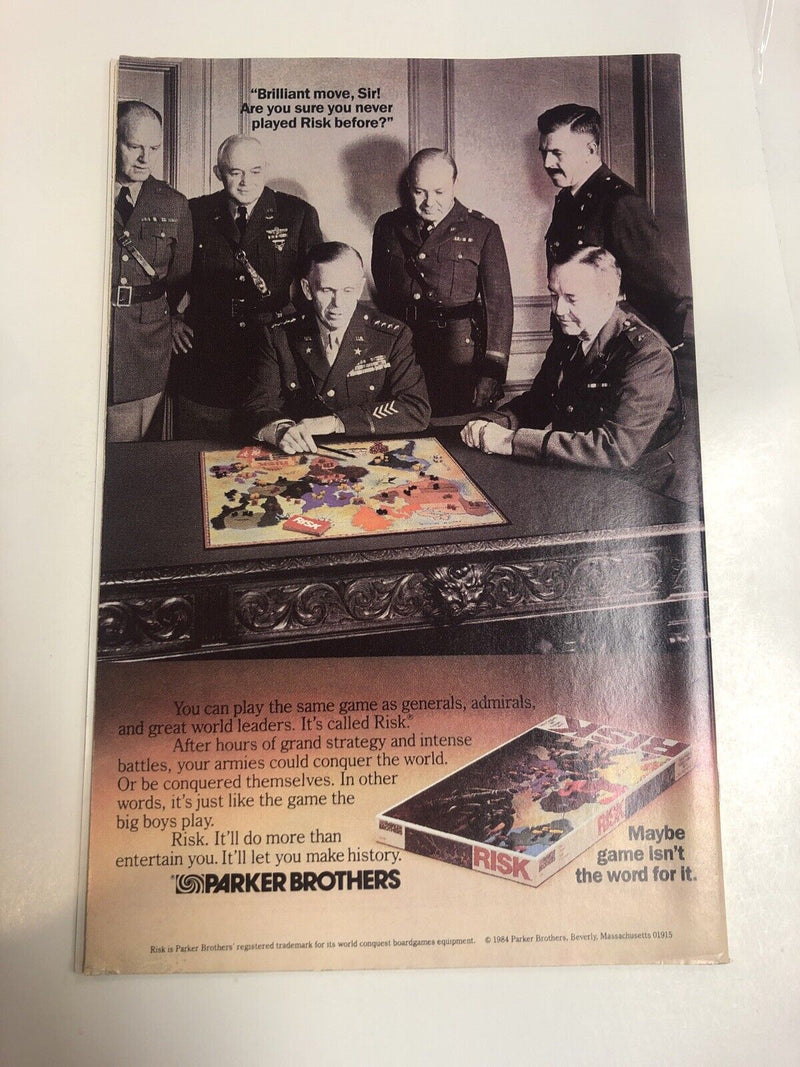 “Brilliant move, Sir!
Are you sure you never
played Risk before?”
RISK
You can play the same game as generals, admirals,
and great world leaders. It's called Risk.®
After hours of grand strategy and intense
battles, your armies could conquer the world.
Or be conquered themselves. In other
words, it's just like the game the
big boys play.
Risk. It'll do more than
entertain you. It'll let you make history.
PARKER BROTHERS
RISK
RISK
RISK
Maybe
game isn't
the word for it.
Risk is Parker Brothers' registered trademark for its world conquest boardgames equipment. © 1984 Parker Brothers, Beverly, Massachusetts 01915